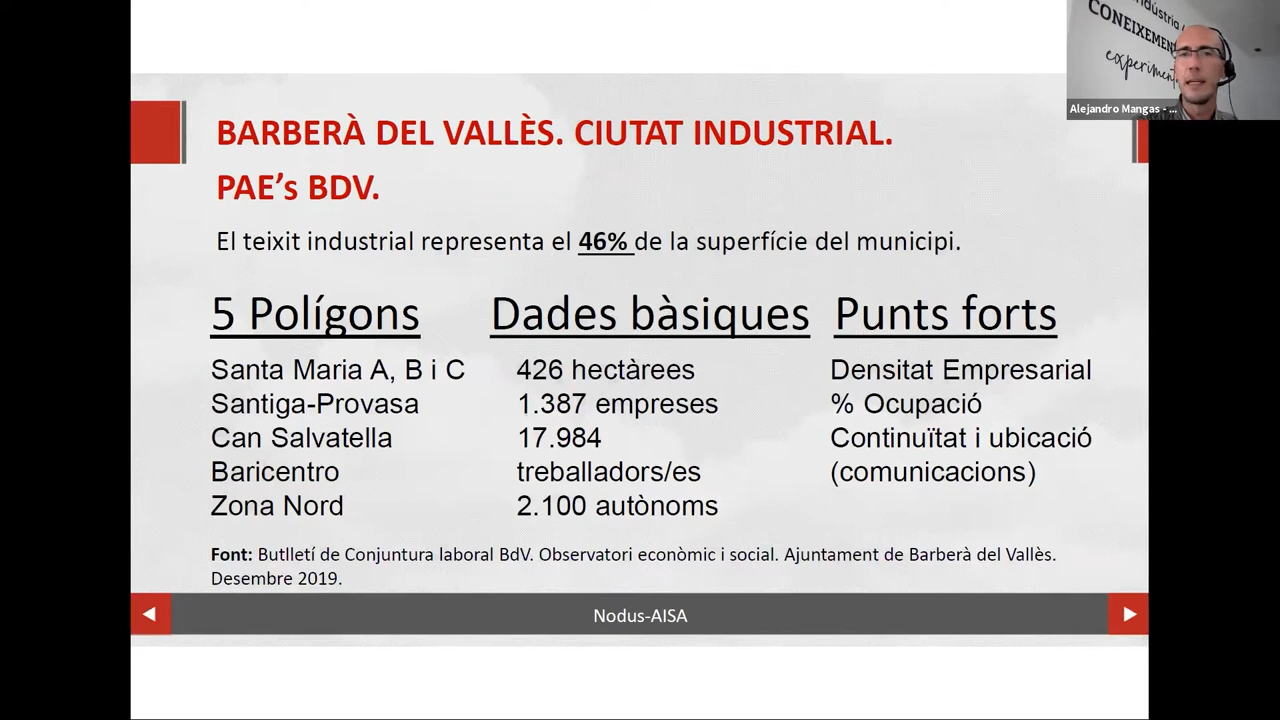 ndústria
CONEIXEMEN
experiment
Alejandro Mangas - ...
BARBERÀ DEL VALLÈS. CIUTAT INDUSTRIAL.
PAE's BDV.
El teixit industrial representa el 46% de la superfície del municipi.
5 Polígons
Santa Maria A, B i C
Santiga-Provasa
Can Salvatella
Baricentro
Zona Nord
Dades bàsiques
426 hectàrees
1.387 empreses
17.984
treballadors/es
2.100 autònoms
Punts forts
Densitat Empresarial
% Ocupació
Continuïtat i ubicació
(comunicacions)
Font: Butlletí de Conjuntura laboral BdV. Observatori econòmic i social. Ajuntament de Barberà del Vallès.
Desembre 2019.
Nodus-AISA